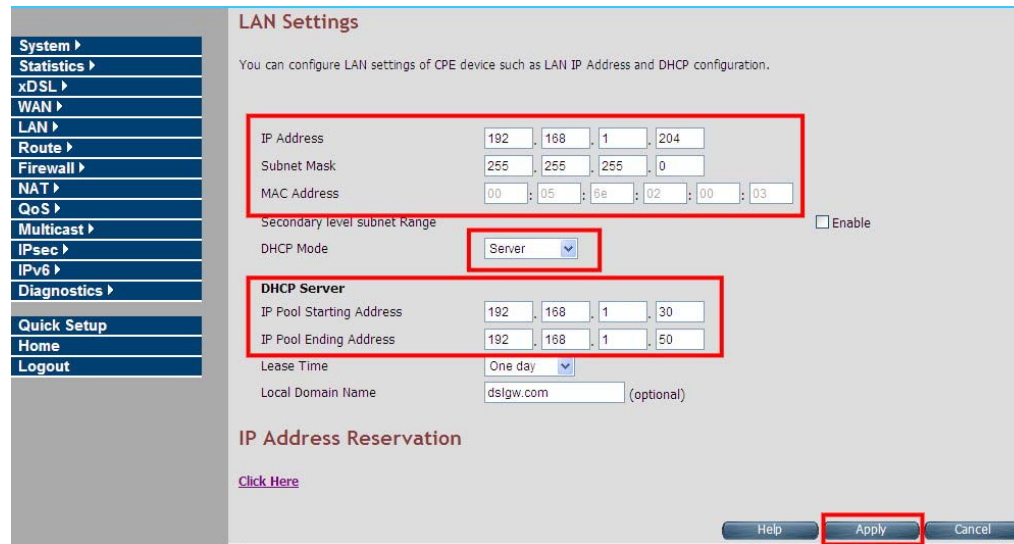 LAN Settings
System
Statistics
You can configure LAN settings of CPE device such as LAN IP Address and DHCP configuration.
xDSL
WAN
LAN
Route
Firewall
NAT
QoS
Multicast
IPsec
IPv6
Diagnostics
Quick Setup
Home
Logout
IP Address 192 . 168 . 1 . 204
Subnet Mask 255 . 255 . 255 . 0
MAC Address 00 : 05 : 6e : 02 : 00 : 03
Secondary level subnet Range Enable
DHCP Mode Server
DHCP Server
IP Pool Starting Address 192 . 168 . 1 . 30
IP Pool Ending Address 192 . 168 . 1 . 50
Lease Time One day
Local Domain Name dslgw.com (optional)
IP Address Reservation
Click Here
Help Apply Cancel